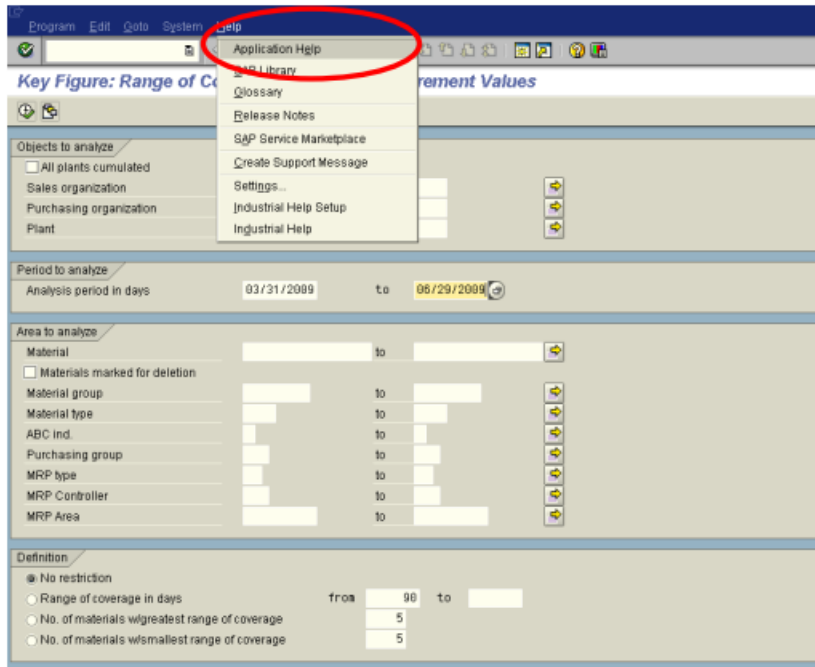 Program Edit Goto System Help
Application Help
SAP Library
Glossary
Release Notes
SAP Service Marketplace
Create Support Message
Settings...
Industrial Help Setup
Industrial Help
Key Figure: Range of Co rement Values
Objects to analyze
All plants cumulated
Sales organization
Purchasing organization
Plant
Period to analyze
Analysis period in days 03/31/2009 to 06/29/2009
Area to analyze
Material to
Materials marked for deletion
Material group to
Material type to
ABC ind. to
Purchasing group to
MRP type to
MRP Controller to
MRP Area to
Definition
No restriction
Range of coverage in days from 90 to
No. of materials w/greatest range of coverage 5
No. of materials w/smallest range of coverage 5